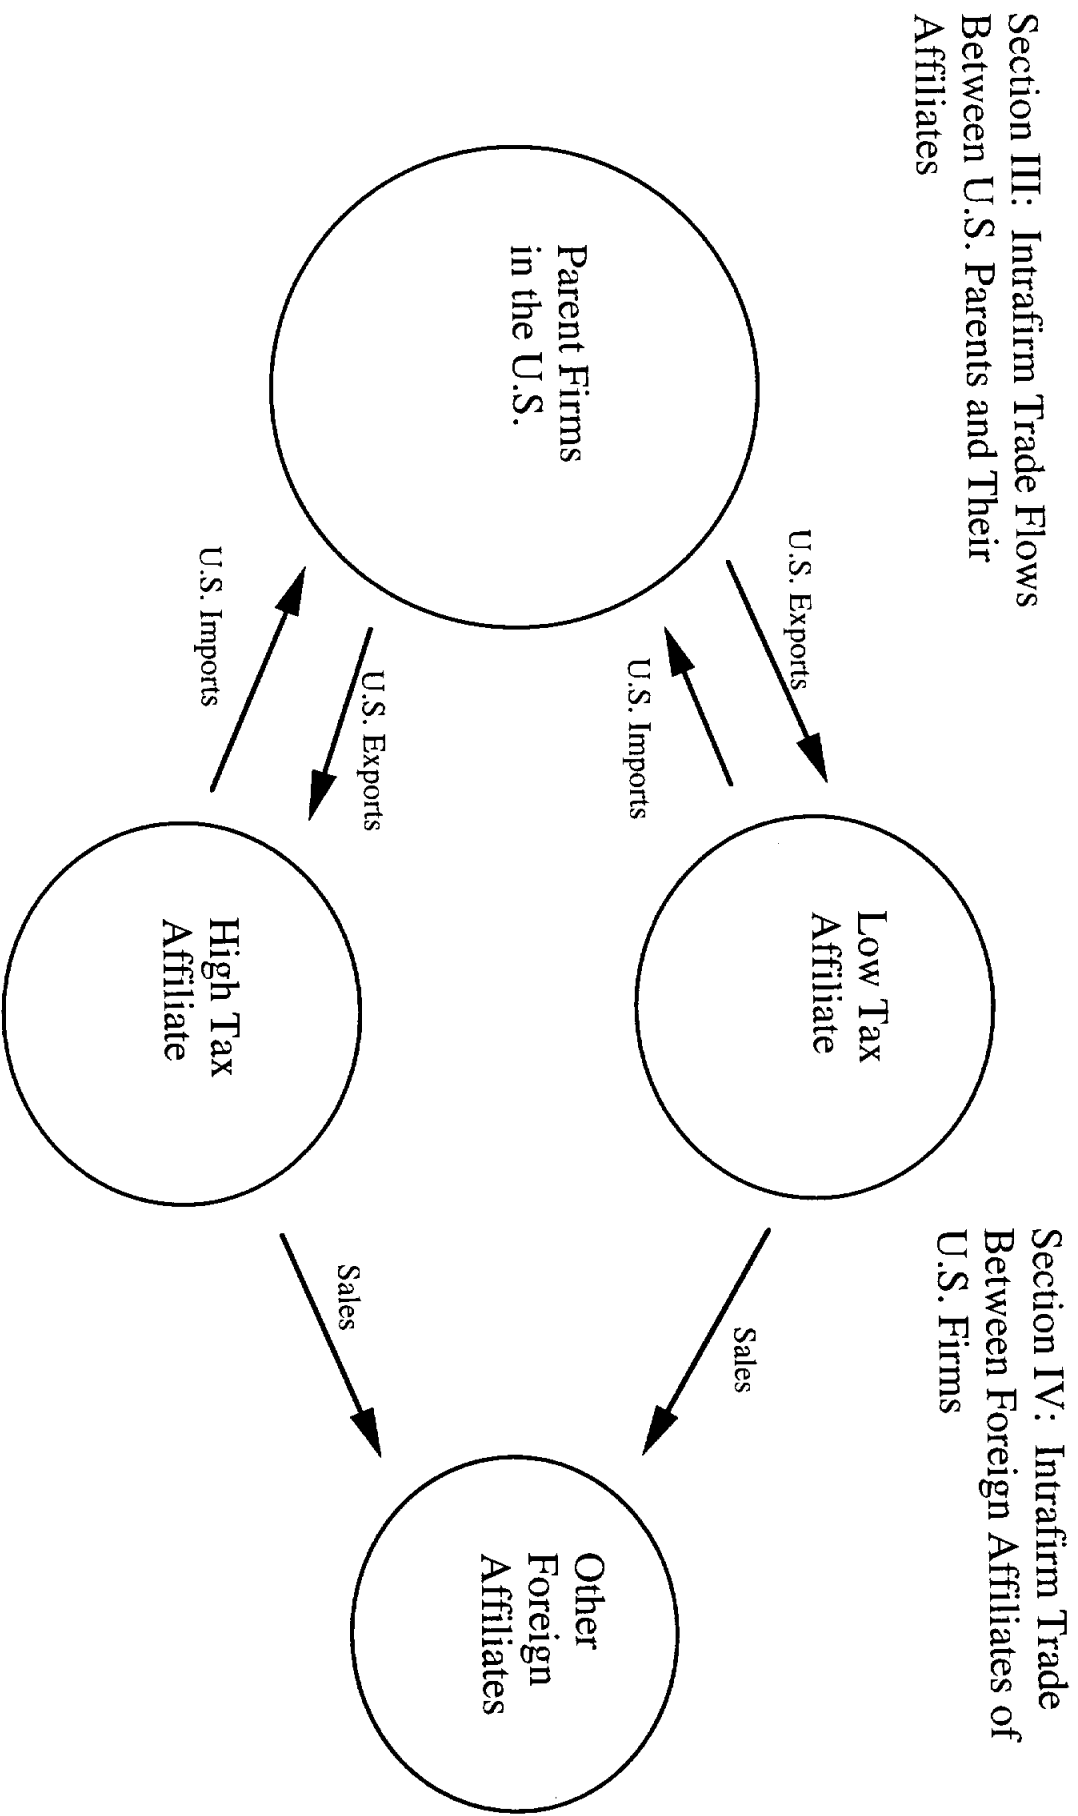 Section III: Intrafirm Trade Flows
Between U.S. Parents and Their
Affiliates
Section IV: Intrafirm Trade
Between Foreign Affiliates of
U.S. Firms
U.S. Exports
Low Tax
Affiliate
Sales
U.S. Imports
Parent Firms
in the U.S.
Other
Foreign
Affiliates
U.S. Exports
Sales
High Tax
Affiliate
U.S. Imports